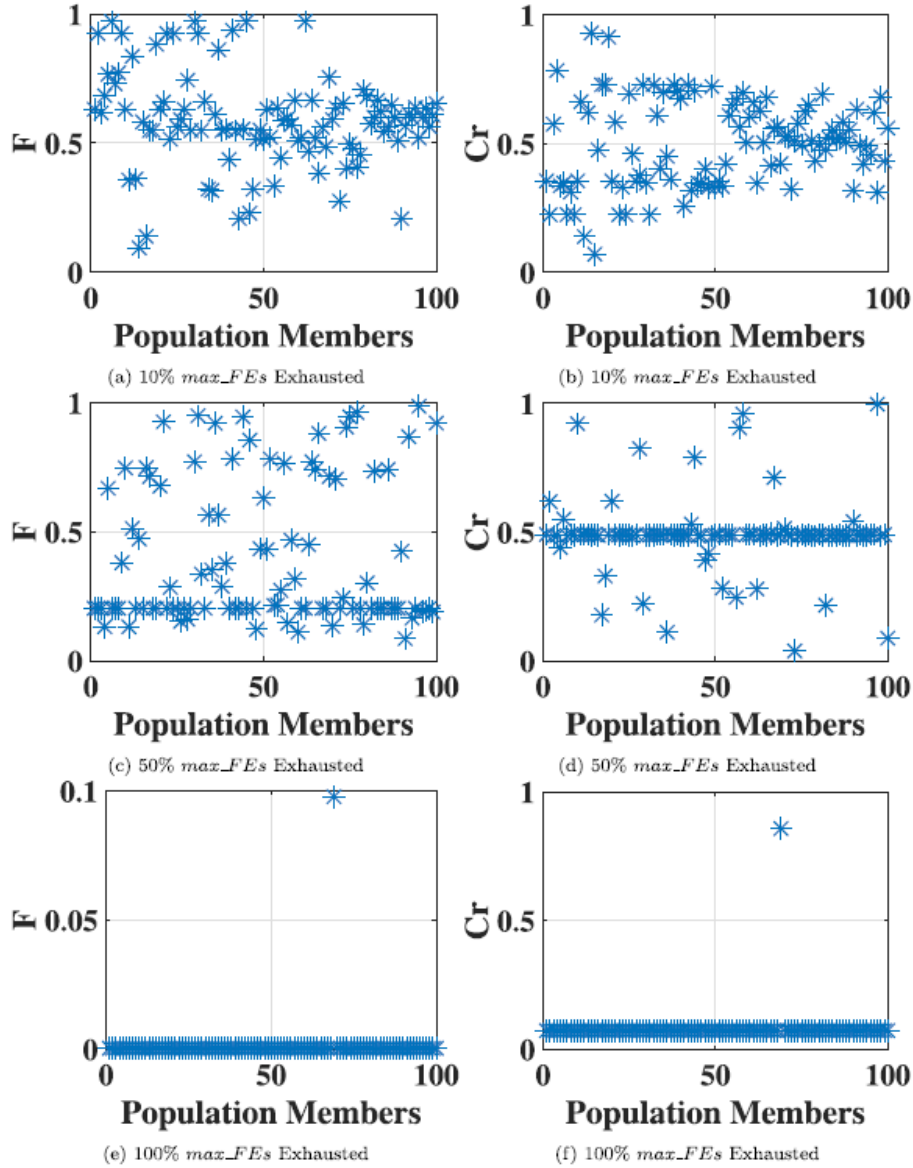 1
0.5
0
F
0
50
100
Population Members
(a) 10% max_FEs Exhausted
1
0.5
0
Cr
0
50
100
Population Members
(b) 10% max_FEs Exhausted
1
0.5
0
F
0
50
100
Population Members
(c) 50% max_FEs Exhausted
1
0.5
0
Cr
0
50
100
Population Members
(d) 50% max_FEs Exhausted
0.1
0.05
0
F
0
50
100
Population Members
(e) 100% max_FEs Exhausted
1
0.5
0
Cr
0
50
100
Population Members
(f) 100% max_FEs Exhausted